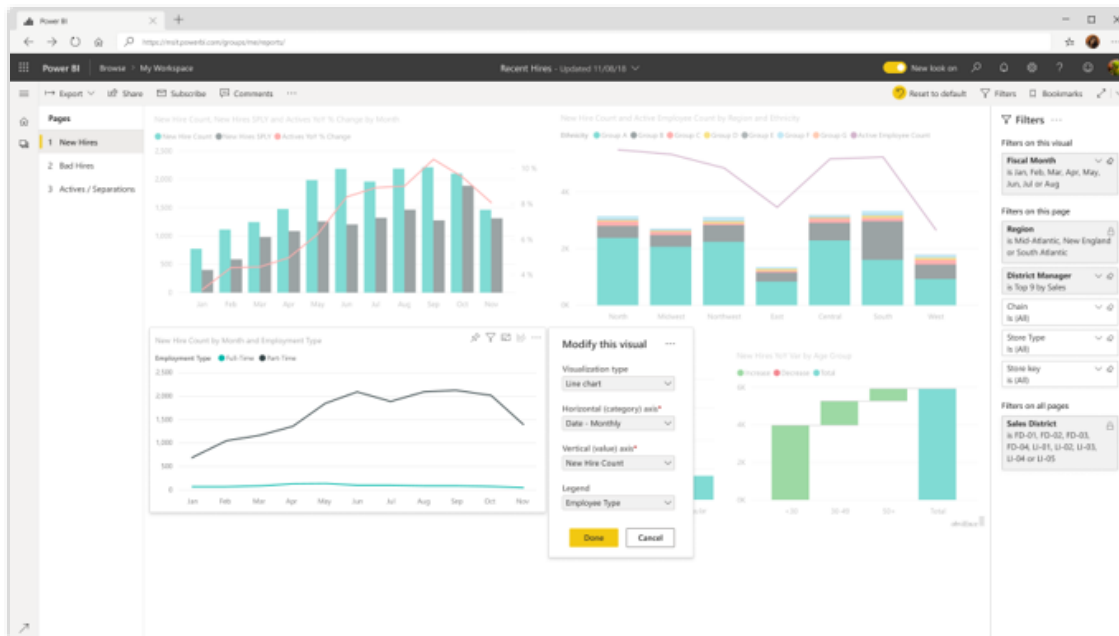 Power BI
https://msit.powerbi.com/groups/me/reports/
Power BI Browse > My Workspace
Recent Hires - Updated 11/08/18
New look on
Export Share Subscribe Comments
Reset to default Filters Bookmarks
Pages
1 New Hires
2 Bad Hires
3 Actives / Separations
New Hire Count, New Hires SPLY and Actives YoY % Change by Month
New Hire Count New Hires SPLY Actives YoY % Change
2,500
2,000
1,500
1,000
500
0
10 %
8 %
6 %
4 %
Jan Feb Mar Apr May Jun Jul Aug Sep Oct Nov
New Hire Count and Active Employee Count by Region and Ethnicity
Ethnicity Group A Group B Group C Group D Group E Group F Group G Active Employee Count
4K
2K
0K
North Midwest Northwest East Central South West
New Hire Count by Month and Employment Type
Employment Type Full-Time Part-Time
2,500
2,000
1,500
1,000
500
0
Jan Feb Mar Apr May Jun Jul Aug Sep Oct Nov
Modify this visual
Visualization type
Line chart
Horizontal (category) axis*
Date - Monthly
Vertical (value) axis*
New Hire Count
Legend
Employee Type
Done Cancel
New Hires YoY Var by Age Group
Increase Decrease Total
6K
4K
2K
0K
<30 30-49 50+ Total
Filters
Filters on this visual
Fiscal Month
is Jan, Feb, Mar, Apr, May,
Jun, Jul or Aug
Filters on this page
Region
is Mid-Atlantic, New England
or South Atlantic
District Manager
is Top 9 by Sales
Chain
is (All)
Store Type
is (All)
Store key
is (All)
Filters on all pages
Sales District
is FD-01, FD-02, FD-03,
FD-04, LI-01, LI-02, LI-03,
LI-04 or LI-05